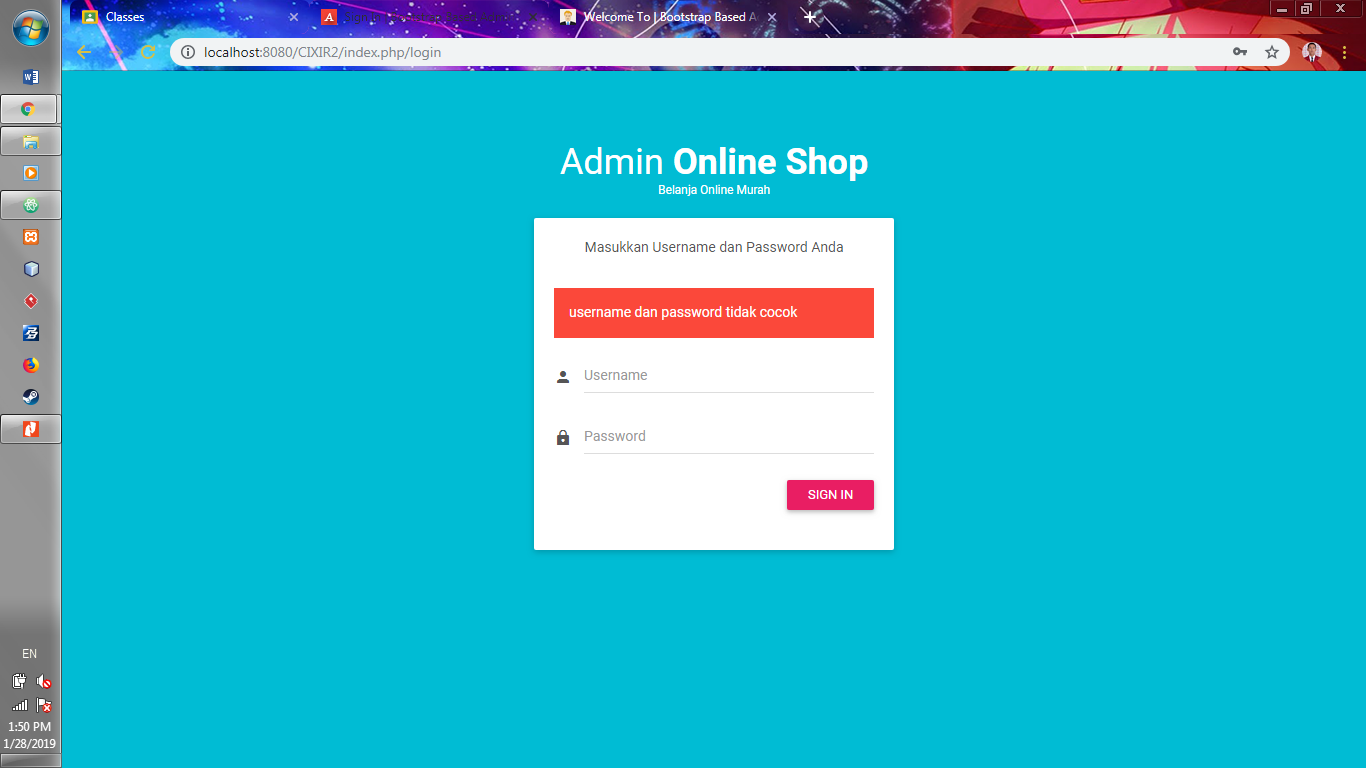 Classes
Welcome To | Bootstrap Based A
localhost:8080/CIXIR2/index.php/login
Admin Online Shop
Belanja Online Murah
Masukkan Username dan Password Anda
username dan password tidak cocok
Username
Password
SIGN IN
EN
1:50 PM
1/28/2019